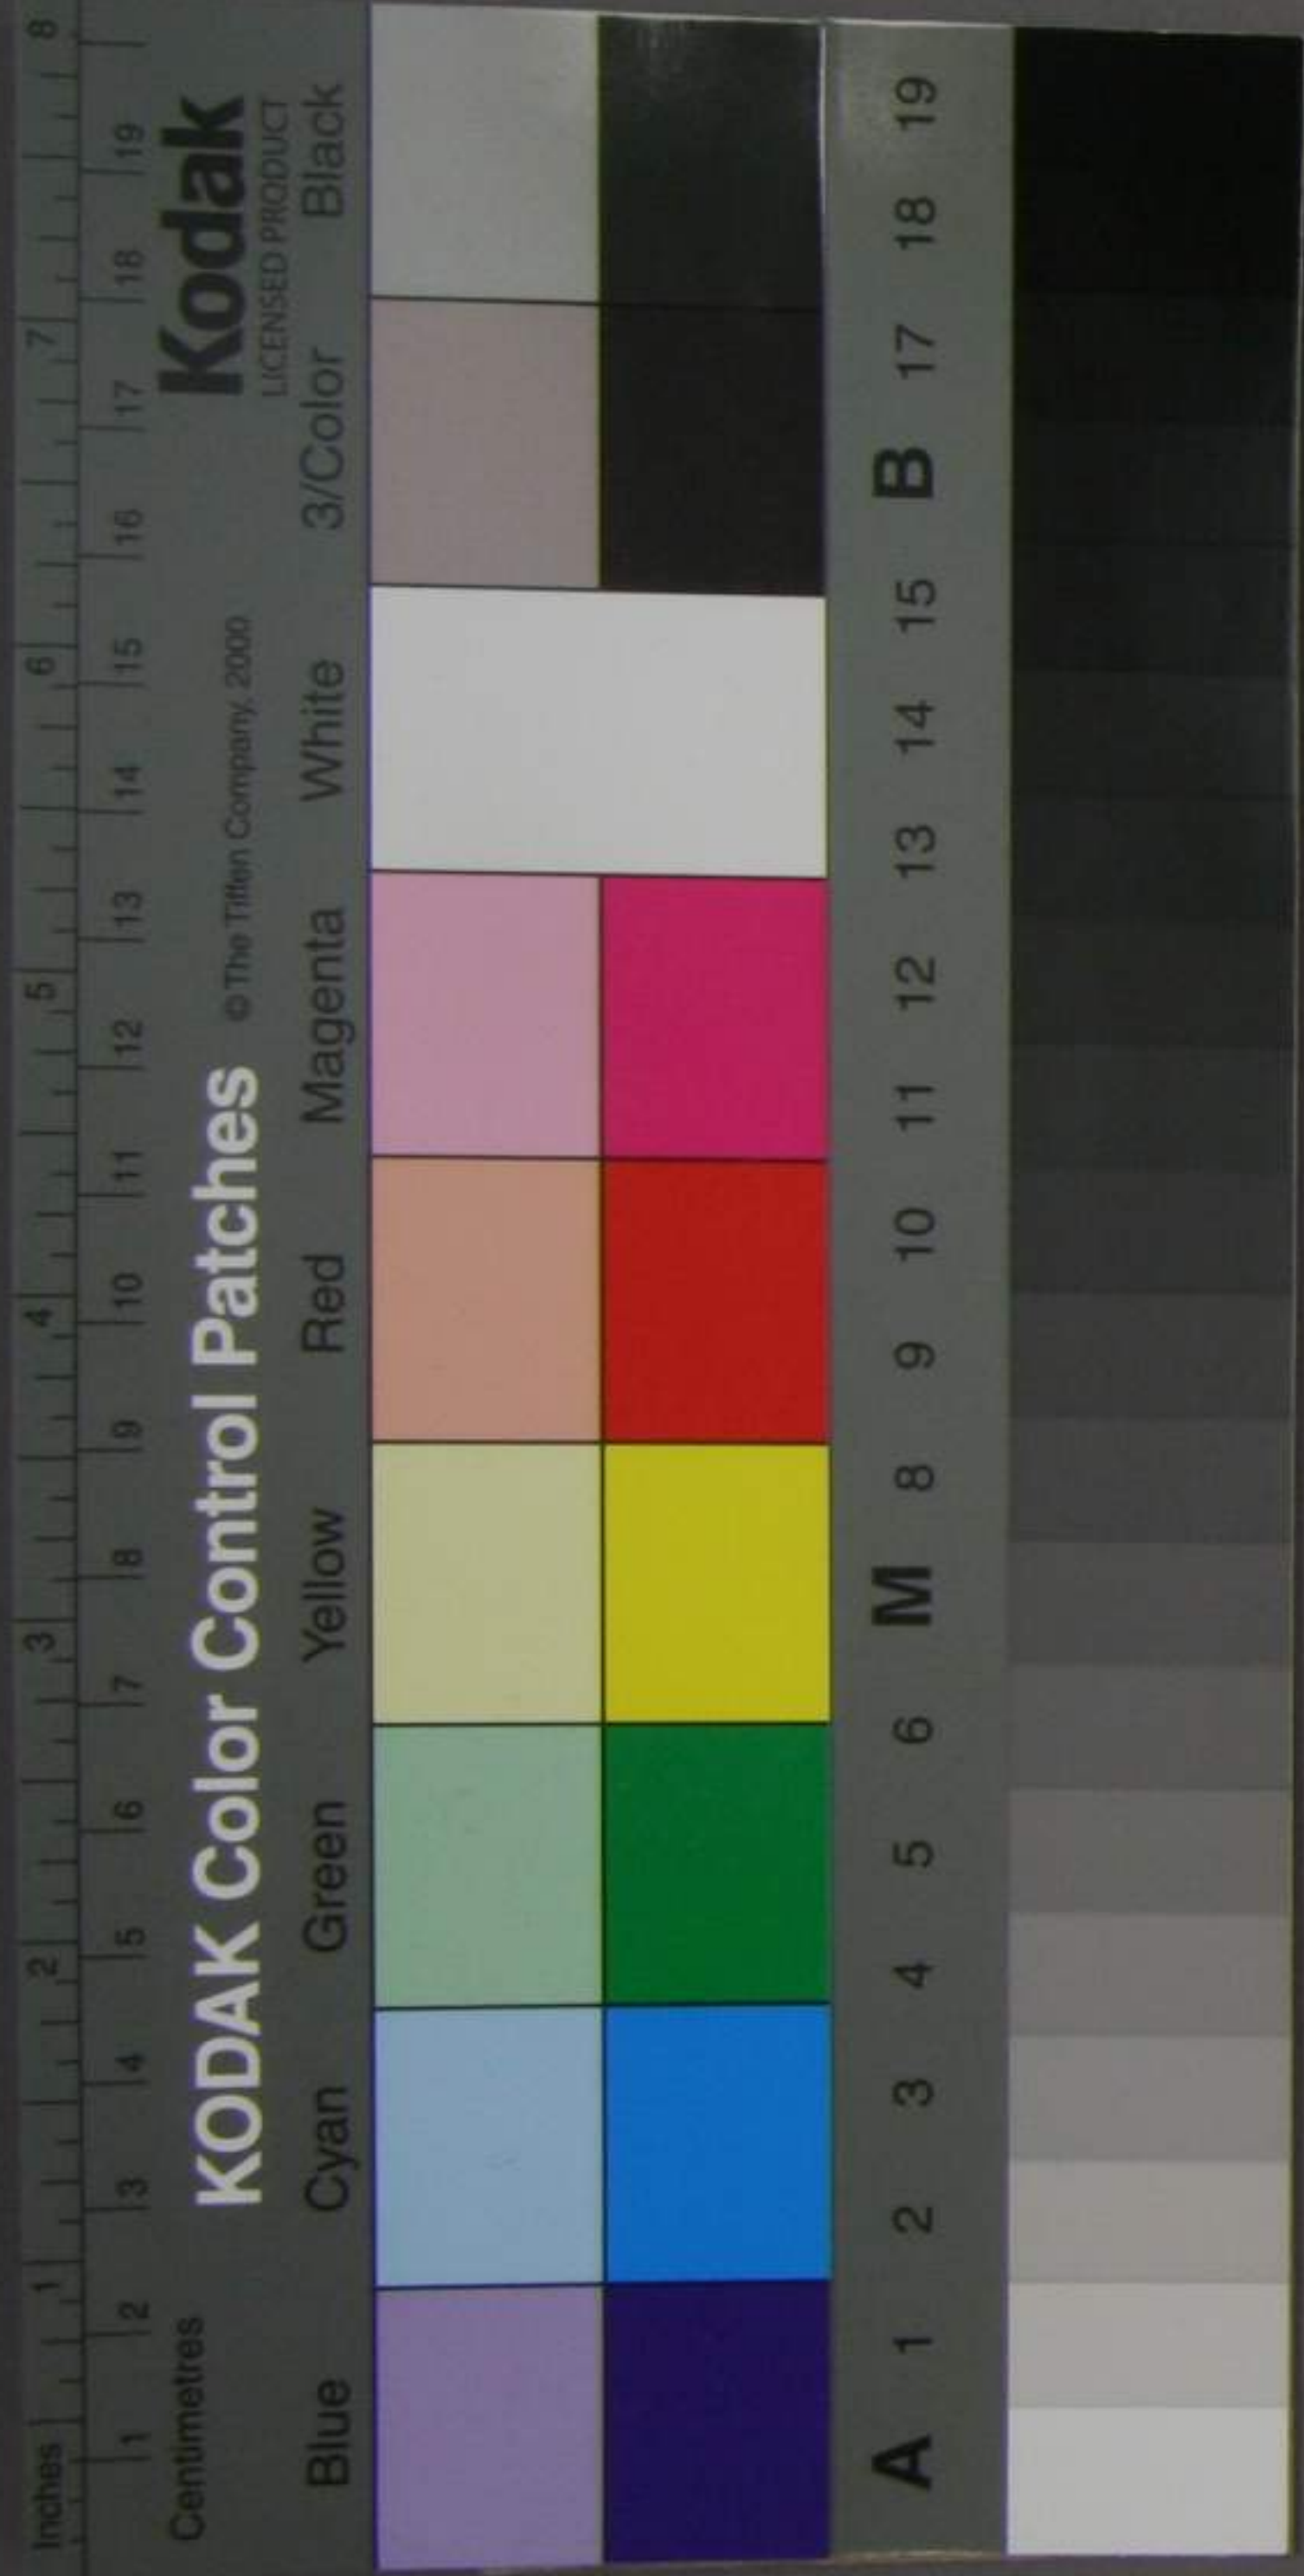 Inches 1 2 3 4 5 6 7 8
1 2 3 4 5 6 7 8 9 10 11 12 13 14 15 16 17 18 19
Centimetres
KODAK Color Control Patches © The Tiffen Company, 2000 Kodak
LICENSED PRODUCT
Blue Cyan Green Yellow Red Magenta White 3/Color Black
A 1 2 3 4 5 6 M 8 9 10 11 12 13 14 15 B 17 18 19